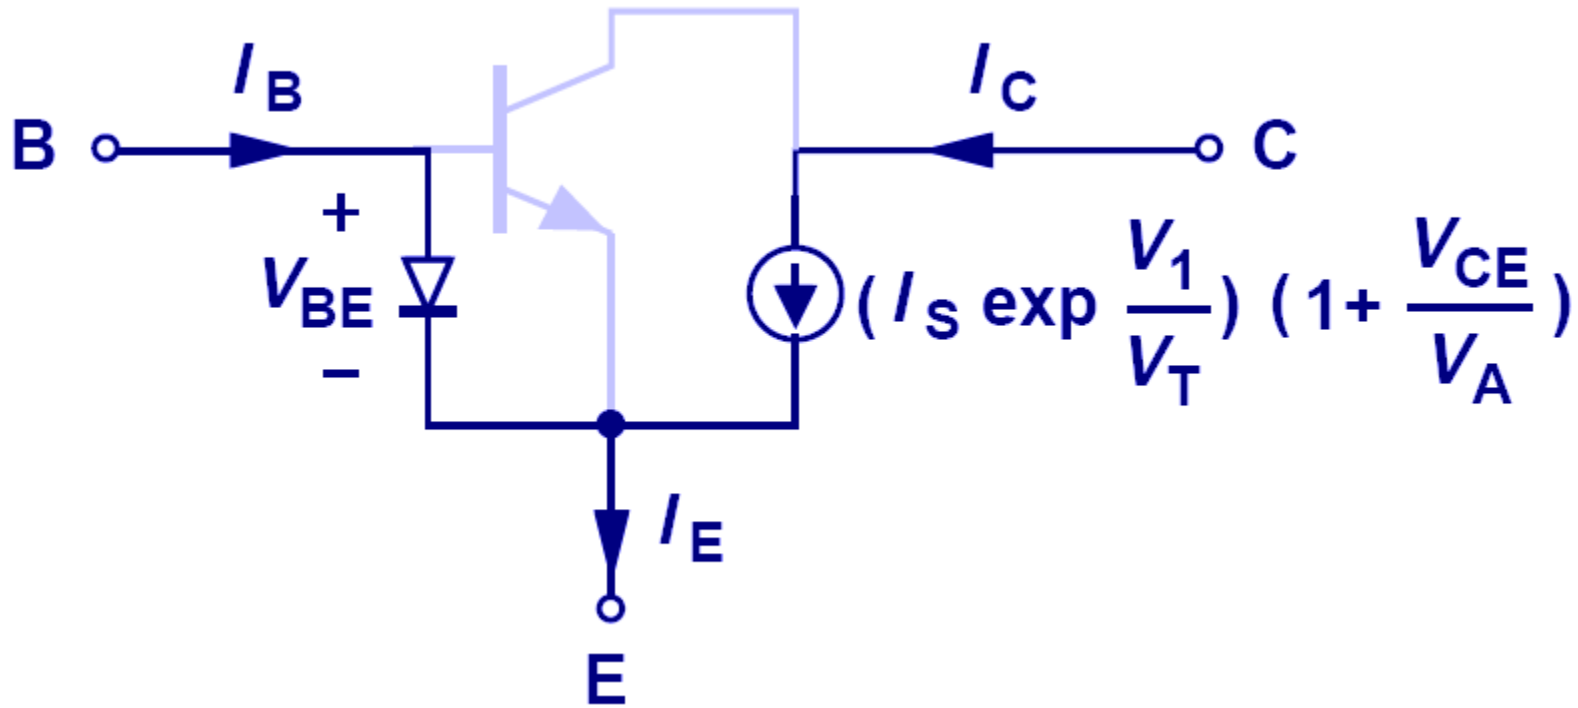 I_B
I_C
B
C
+
V_BE
−
(I_S exp V_1/V_T) (1+ V_CE/V_A)
I_E
E